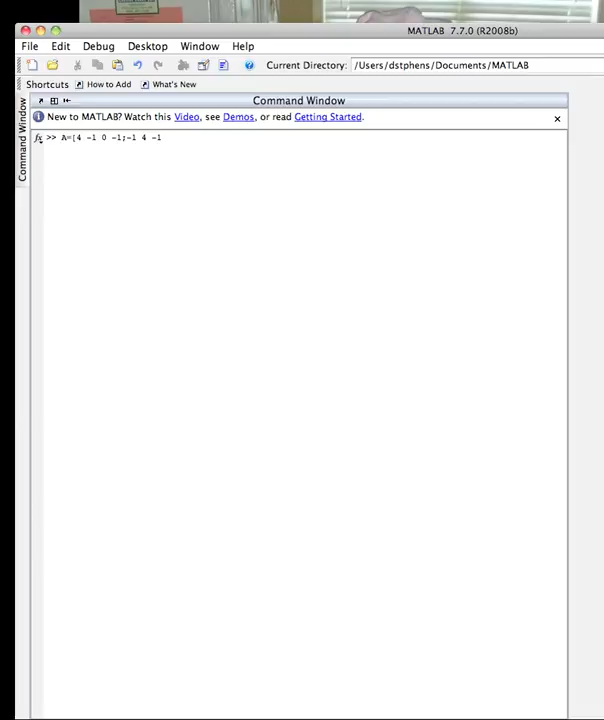 MATLAB 7.7.0 (R2008b)
File Edit Debug Desktop Window Help
Current Directory: /Users/dstphens/Documents/MATLAB
Shortcuts How to Add What's New
Command Window
Command Window
New to MATLAB? Watch this Video, see Demos, or read Getting Started.
fx >> A=[4 -1 0 -1;-1 4 -1